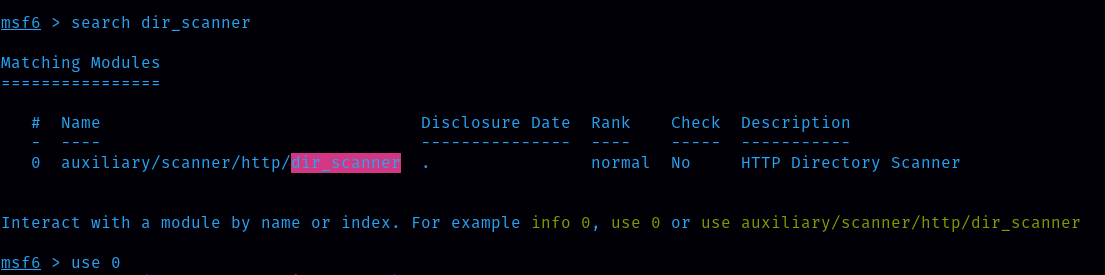 msf6 > search dir_scanner
Matching Modules
================
# Name Disclosure Date Rank Check Description
- ---- --------------- ---- ----- -----------
0 auxiliary/scanner/http/dir_scanner . normal No HTTP Directory Scanner
Interact with a module by name or index. For example info 0, use 0 or use auxiliary/scanner/http/dir_scanner
msf6 > use 0